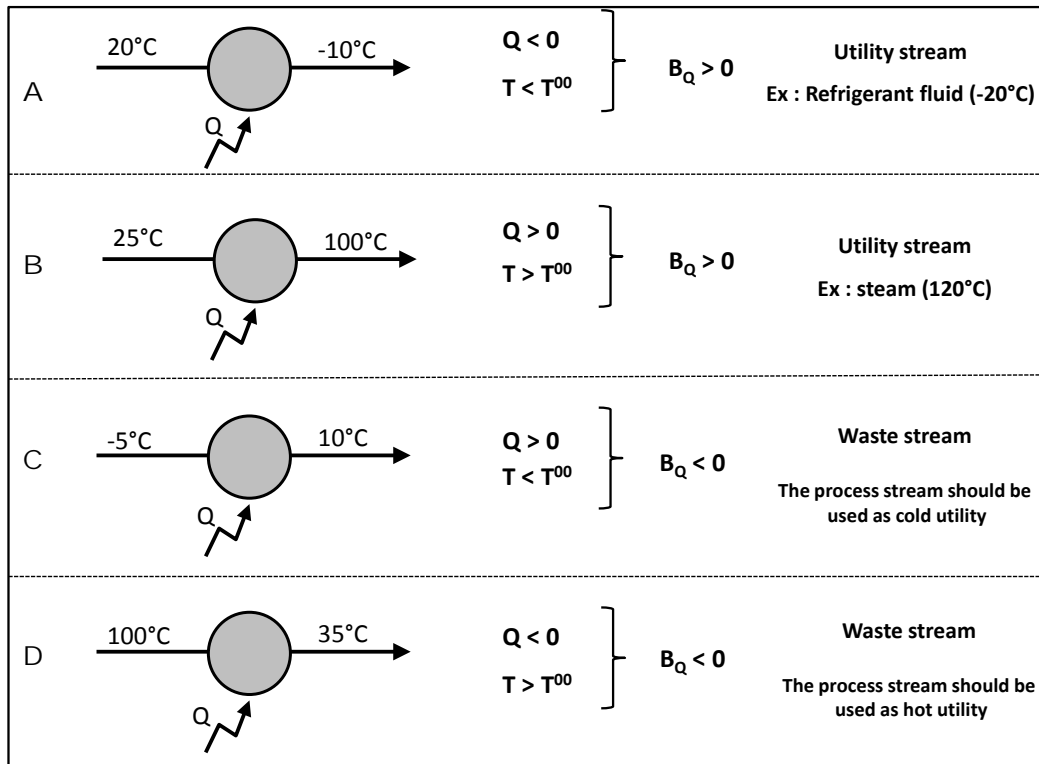 A
20°C
-10°C
Q
Q < 0
T < T⁰⁰
B_Q > 0
Utility stream
Ex : Refrigerant fluid (-20°C)
B
25°C
100°C
Q
Q > 0
T > T⁰⁰
B_Q > 0
Utility stream
Ex : steam (120°C)
C
-5°C
10°C
Q
Q > 0
T < T⁰⁰
B_Q < 0
Waste stream
The process stream should be
used as cold utility
D
100°C
35°C
Q
Q < 0
T > T⁰⁰
B_Q < 0
Waste stream
The process stream should be
used as hot utility